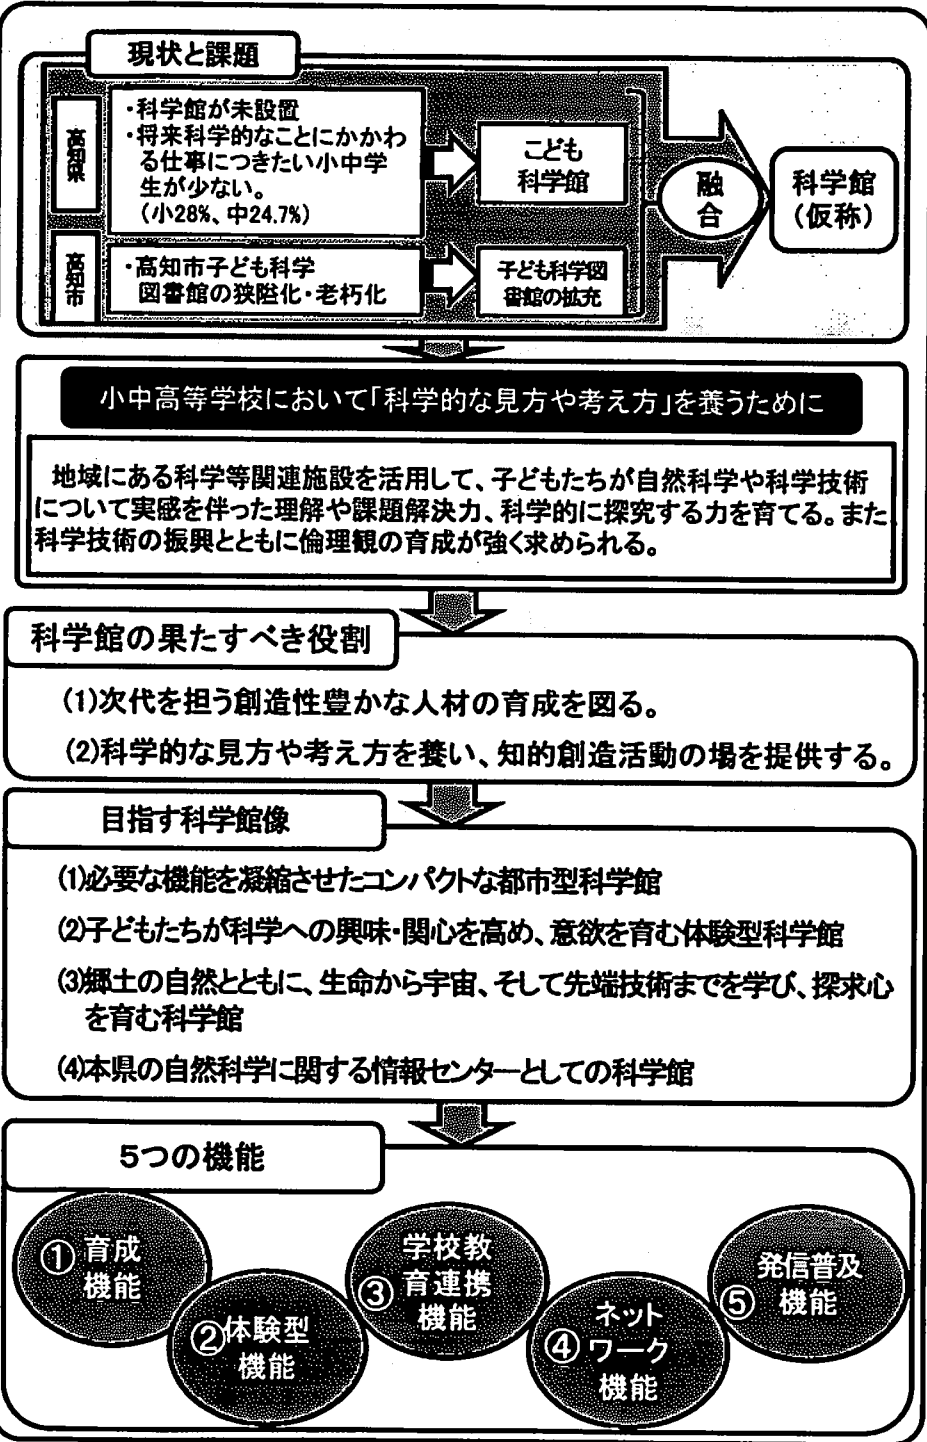 現状と課題
高知県
・科学館が未設置
・将来科学的なことにかかわ
る仕事につきたい小中学
生が少ない。
(小28%、中24.7%)
こども
科学館
高知市
・高知市子ども科学
図書館の狭隘化・老朽化
子ども科学図
書館の拡充
融
合
科学館
(仮称)
小中高等学校において「科学的な見方や考え方」を養うために
地域にある科学等関連施設を活用して、子どもたちが自然科学や科学技術
について実感を伴った理解や課題解決力、科学的に探究する力を育てる。また
科学技術の振興とともに倫理観の育成が強く求められる。
科学館の果たすべき役割
(1)次代を担う創造性豊かな人材の育成を図る。
(2)科学的な見方や考え方を養い、知的創造活動の場を提供する。
目指す科学館像
(1)必要な機能を凝縮させたコンパクトな都市型科学館
(2)子どもたちが科学への興味・関心を高め、意欲を育む体験型科学館
(3)郷土の自然とともに、生命から宇宙、そして先端技術までを学び、探求心
を育む科学館
(4)本県の自然科学に関する情報センターとしての科学館
5つの機能
①育成
機能
②体験型
機能
学校教
③育連携
機能
ネット
④ワーク
機能
発信普及
⑤機能